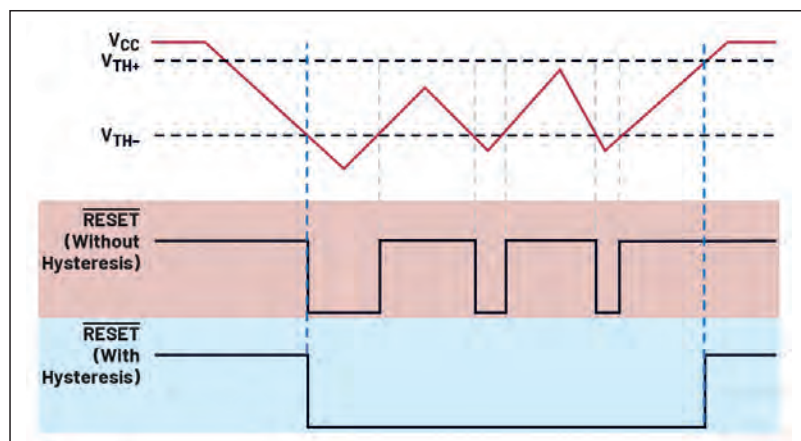 VCC
VTH+
VTH−
RESET
(Without
Hysteresis)
RESET
(With
Hysteresis)